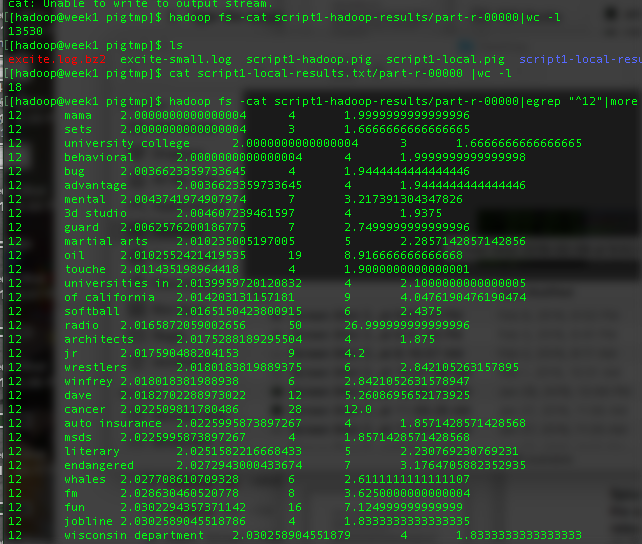 cat: Unable to write to output stream.
[[hadoop@week1 pigtmp]$ hadoop fs -cat script1-hadoop-results/part-r-00000|wc -l
13530
[[hadoop@week1 pigtmp]$ ls
excite.log.bz2 excite-small.log script1-hadoop.pig script1-local.pig script1-local-resu
[[hadoop@week1 pigtmp]$ cat script1-local-results.txt/part-r-00000 |wc -l
18
[[hadoop@week1 pigtmp]$ hadoop fs -cat script1-hadoop-results/part-r-00000|egrep "^12"|more
12 mama 2.0000000000000004 4 1.9999999999999996
12 sets 2.0000000000000004 3 1.6666666666666665
12 university college 2.0000000000000004 3 1.6666666666666665
12 behavioral 2.0000000000000004 4 1.9999999999999998
12 bug 2.0036623359733645 4 1.9444444444444446
12 advantage 2.0036623359733645 4 1.9444444444444446
12 mental 2.0043741974907974 7 3.217391304347826
12 3d studio 2.004607239461597 4 1.9375
12 guard 2.0062576200186775 7 2.7499999999999996
12 martial arts 2.010235005197005 5 2.2857142857142856
12 oil 2.0102552421419535 19 8.916666666666668
12 touche 2.011435198964418 4 1.9000000000000001
12 universities in 2.0139959720120832 4 2.1000000000000005
12 of california 2.014203131157181 9 4.0476190476190474
12 softball 2.0165150423800915 6 2.4375
12 radio 2.0165872059002656 50 26.999999999999996
12 architects 2.0175288189295504 4 1.875
12 jr 2.017590488204153 9 4.2
12 wrestlers 2.0180183819889375 6 2.842105263157895
12 winfrey 2.018018381988938 6 2.8421052631578947
12 dave 2.0182702288973022 12 5.2608695652173925
12 cancer 2.022509811780486 28 12.0
12 auto insurance 2.0225995873897267 4 1.8571428571428568
12 msds 2.0225995873897267 4 1.8571428571428568
12 literary 2.0251582216668433 5 2.230769230769231
12 endangered 2.0272943000433674 7 3.1764705882352935
12 whales 2.027708610709328 6 2.6111111111111107
12 fm 2.028630460520778 8 3.6250000000000004
12 fun 2.0302294357371142 16 7.124999999999999
12 jobline 2.0302589045518786 4 1.8333333333333335
12 wisconsin department 2.030258904551879 4 1.8333333333333333